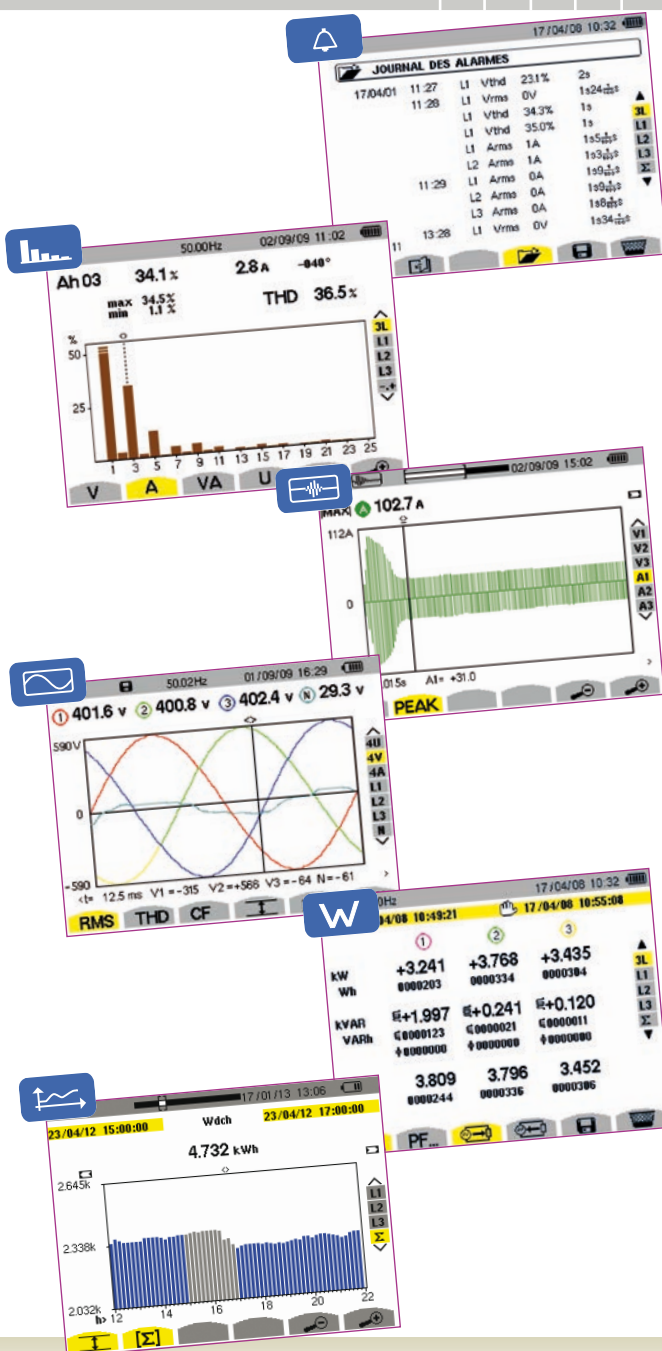 17/04/08 10:32
JOURNAL DES ALARMES
17/04/01 11:27 L1 Vthd 23.1% 2s
11:28 L1 Vrms 0V
L1 Vthd 34.3% 1s
L1 Vthd 35.0% 1s
L1 Arms 1A
L2 Arms 1A
11:29 L1 Arms 0A
L2 Arms 0A
L3 Arms 0A
13:28 L1 Vrms 0V
11
3L
L1
L2
L3
Σ
50.00Hz 02/09/09 11:02
Ah 03 34.1% 2.8 A -040°
max 34.5%
min 1.1%
THD 36.5%
%
50
25
1 3 5 7 9 11 13 15 17 19 21 23 25
3L
L1
L2
L3
-.+
V A VA U
02/09/09 15:02
MAX A 102.7 A
112A
0
V1
V2
V3
A1
A2
A3
.015s A1= +31.0
PEAK
50.02Hz 01/09/09 16:29
1 401.6 v 2 400.8 v 3 402.4 v N 29.3 v
590V
0
-590
4U
4V
4A
L1
L2
L3
N
<t= 12.5 ms V1=-315 V2=+566 V3=-64 N=-61
RMS THD CF
W
0Hz 17/04/08 10:32
4/08 10:49:21 17/04/08 10:55:08
1 2 3
kW +3.241 +3.768 +3.435
Wh 0000203 0000334 0000304
kVAR +1.997 +0.241 +0.120
VARh 0000123 0000021 0000011
0000000 0000000 0000000
3.809 3.796 3.452
0000244 0000336 0000306
3L
L1
L2
L3
Σ
PF...
17/01/13 13:06
23/04/12 15:00:00 Wdch 23/04/12 17:00:00
4.732 kWh
2.645k
2.338k
2.032k
h> 12 14 16 18 20 22
L1
L2
L3
Σ
[Σ]